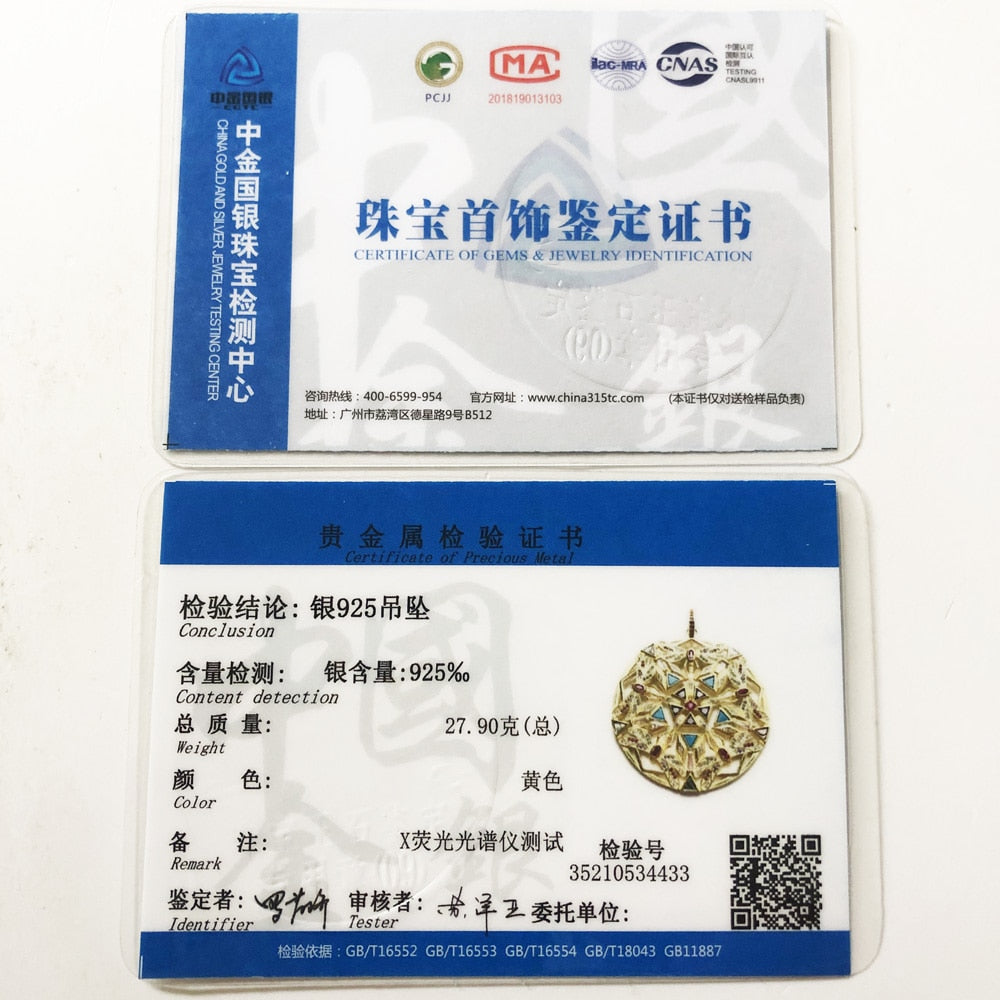 中金国银
CGTC
中金国银珠宝检测中心
CHINA GOLD AND SILVER JEWELRY TESTING CENTER
PCJJ
MA
201819013103
ilac-MRA
CNAS
中国认可
国际互认
检测
TESTING
CNASL9911
珠宝首饰鉴定证书
CERTIFICATE OF GEMS & JEWELRY IDENTIFICATION
(09)
咨询热线：400-6599-954 官方网址：www.china315tc.com (本证书仅对送检样品负责)
地址：广州市荔湾区德星路9号B512
贵金属检验证书
Certificate of Precious Metal
检验结论: 银925吊坠
Conclusion
含量检测: 银含量:925‰
Content detection
总质量: 27.90克(总)
Weight
颜色: 黄色
Color
备注: X荧光光谱仪测试
Remark
检验号
35210534433
鉴定者: 审核者: 委托单位:
Identifier Tester
检验依据：GB/T16552 GB/T16553 GB/T16554 GB/T18043 GB11887